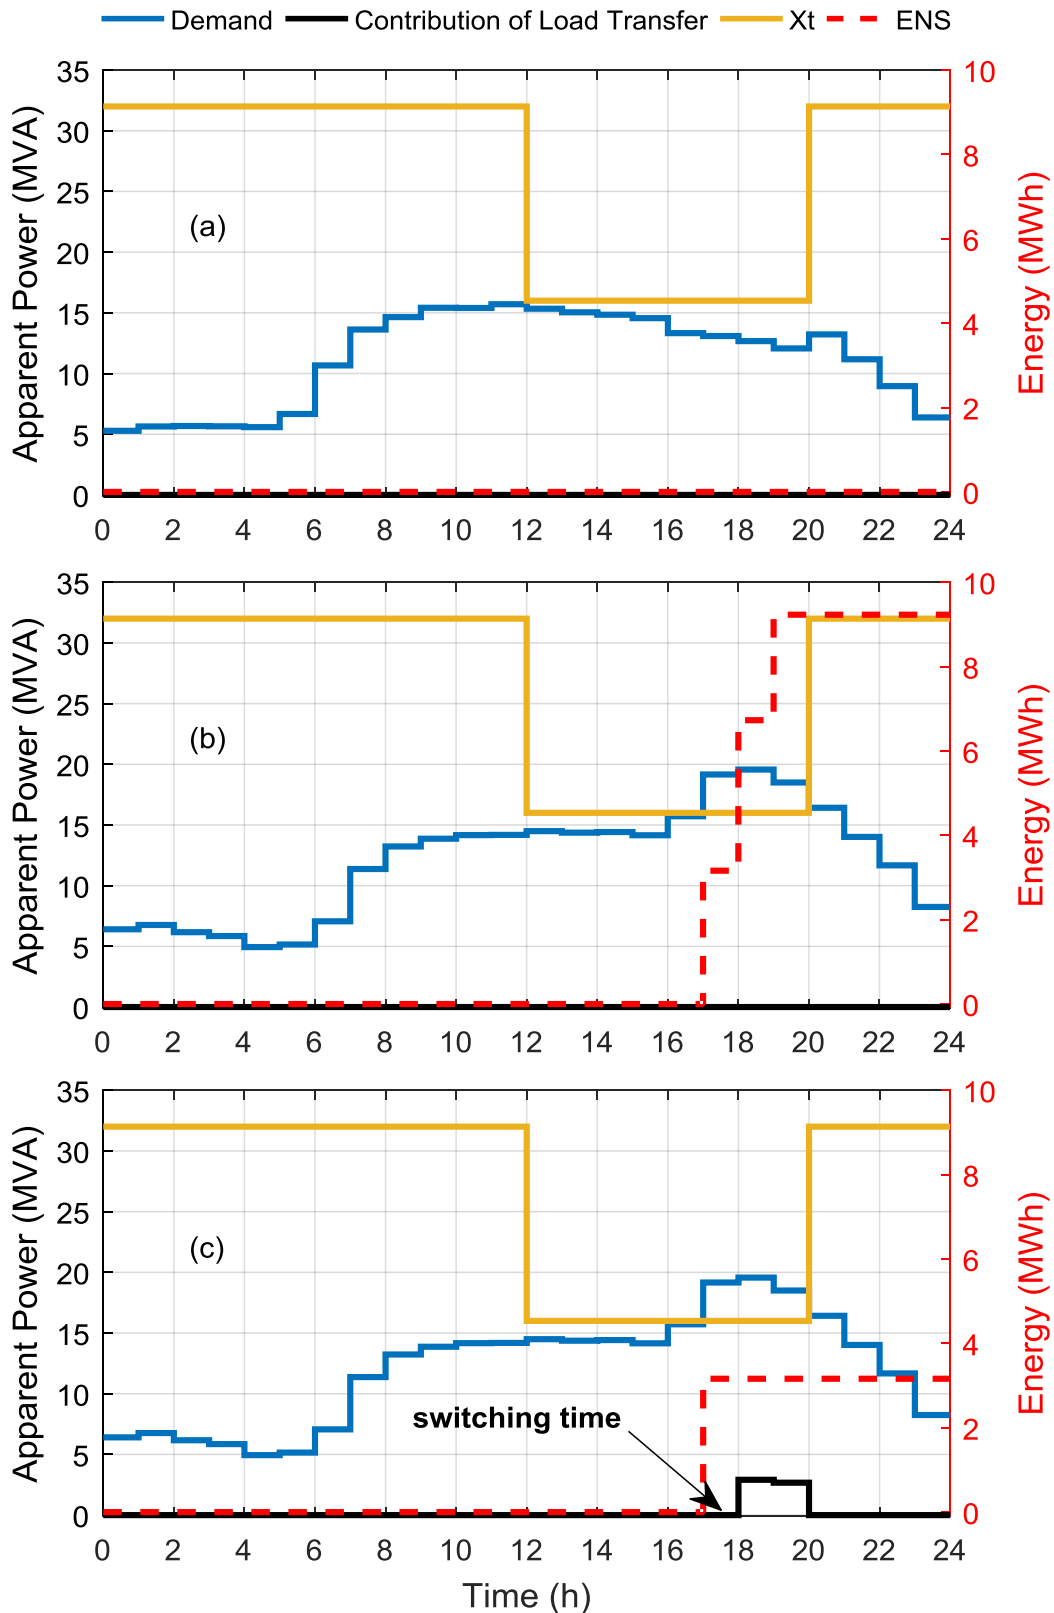 Demand Contribution of Load Transfer Xt ENS
35 10
30
25
20
15
10
5
0
8
6
4
2
0
Apparent Power (MVA)
(a)
Energy (MWh)
0 2 4 6 8 10 12 14 16 18 20 22 24
35 10
30
25
20
15
10
5
0
8
6
4
2
0
Apparent Power (MVA)
(b)
Energy (MWh)
0 2 4 6 8 10 12 14 16 18 20 22 24
35 10
30
25
20
15
10
5
0
8
6
4
2
0
Apparent Power (MVA)
(c)
switching time
Energy (MWh)
0 2 4 6 8 10 12 14 16 18 20 22 24
Time (h)